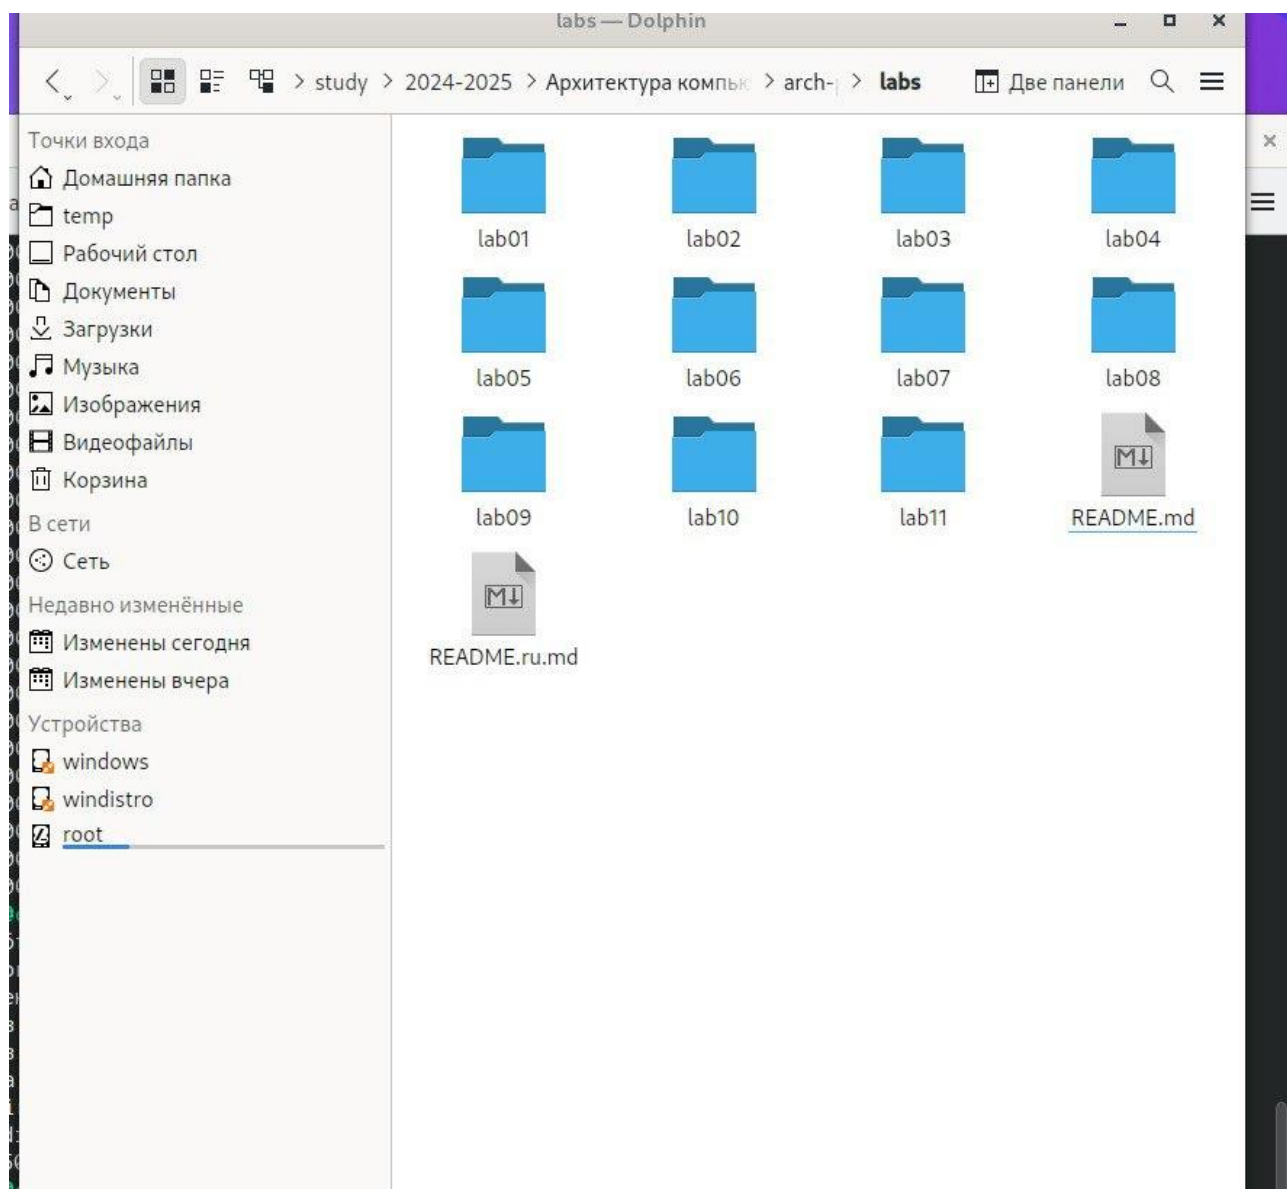 labs — Dolphin
study > 2024-2025 > Архитектура компьк > arch- > labs Две панели
Точки входа
Домашняя папка
temp
Рабочий стол
Документы
Загрузки
Музыка
Изображения
Видеофайлы
Корзина
В сети
Сеть
Недавно изменённые
Изменены сегодня
Изменены вчера
Устройства
windows
windistro
root
lab01 lab02 lab03 lab04
lab05 lab06 lab07 lab08
lab09 lab10 lab11 README.md
README.ru.md